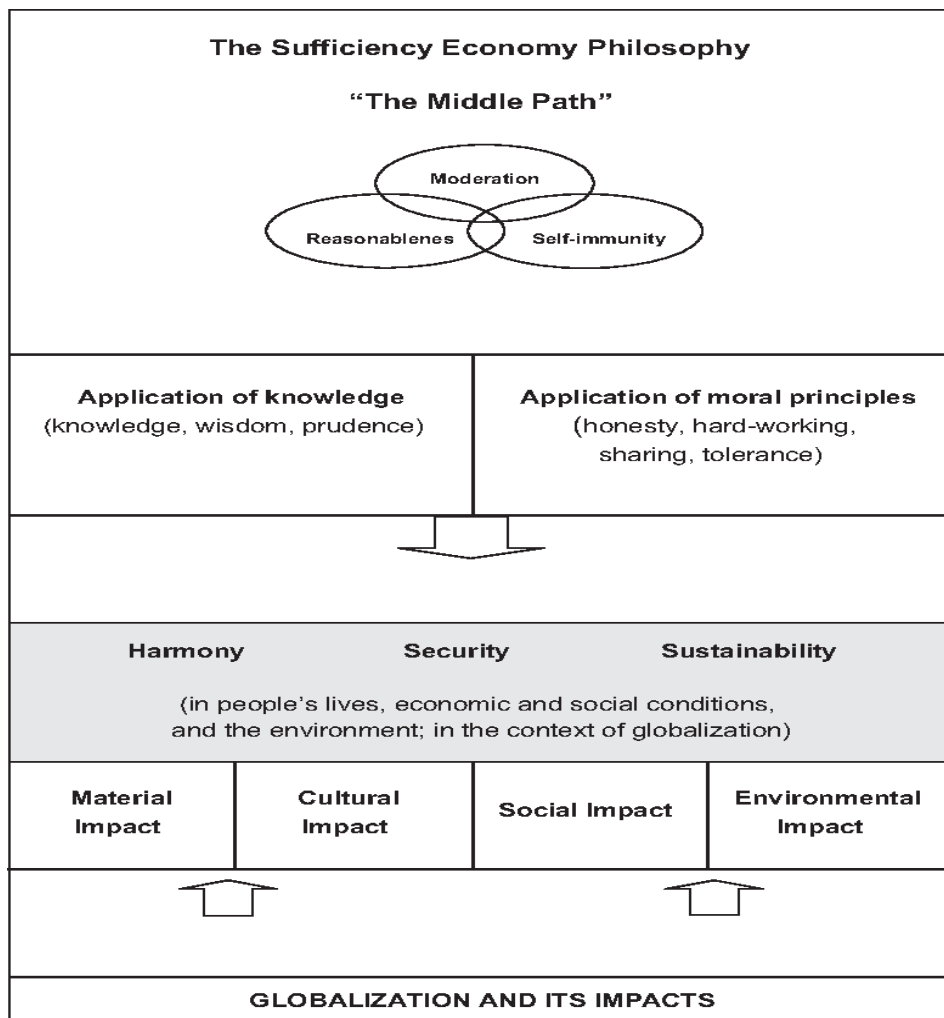 The Sufficiency Economy Philosophy
“The Middle Path”
Moderation
Reasonablenes
Self-immunity
Application of knowledge
(knowledge, wisdom, prudence)
Application of moral principles
(honesty, hard-working,
sharing, tolerance)
Harmony
Security
Sustainability
(in people’s lives, economic and social conditions,
and the environment; in the context of globalization)
Material
Impact
Cultural
Impact
Social Impact
Environmental
Impact
GLOBALIZATION AND ITS IMPACTS